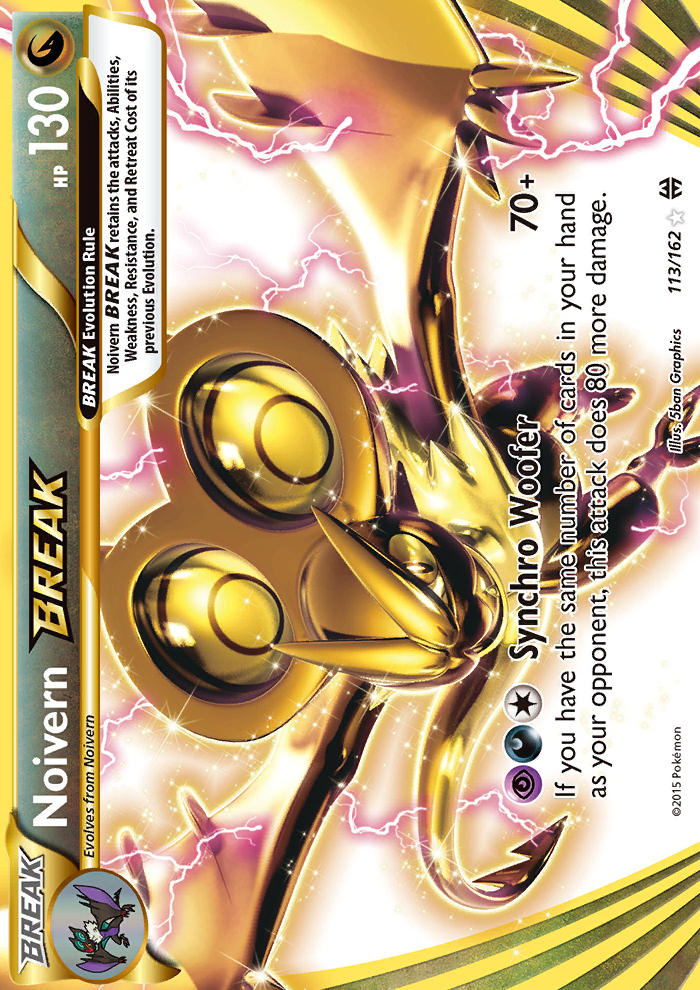 BREAK
Noivern BREAK
HP 130
Evolves from Noivern
BREAK Evolution Rule
Noivern BREAK retains the attacks, Abilities,
Weakness, Resistance, and Retreat Cost of its
previous Evolution.
Synchro Woofer 70+
If you have the same number of cards in your hand
as your opponent, this attack does 80 more damage.
Illus. 5ban Graphics
©2015 Pokémon
113/162